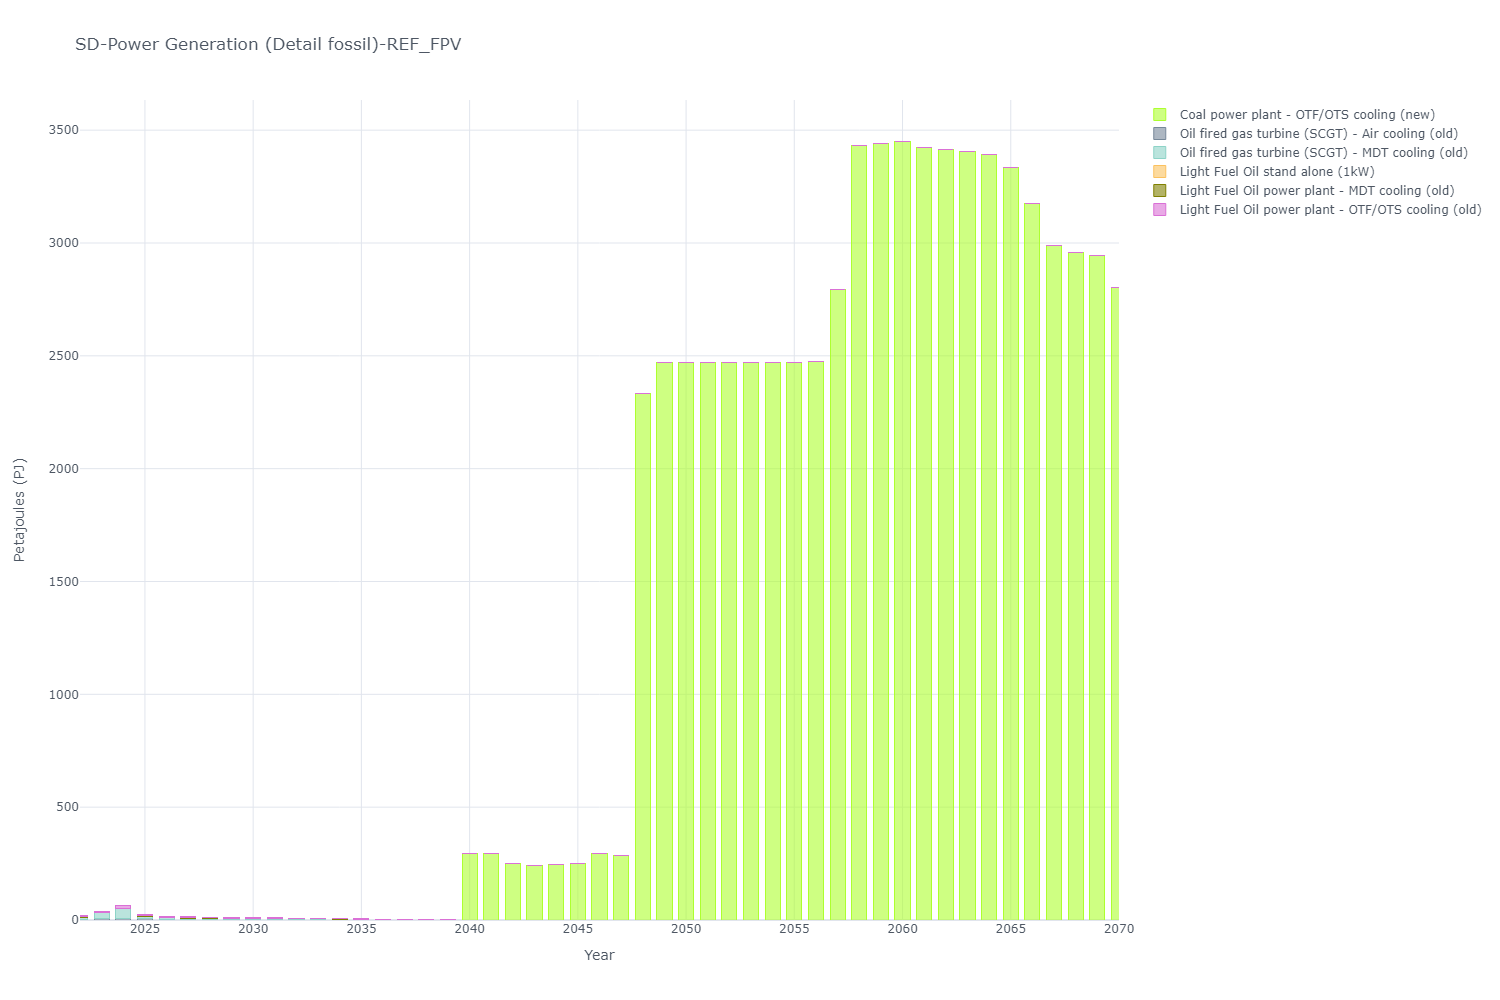 SD-Power Generation (Detail fossil)-REF_FPV
Coal power plant - OTF/OTS cooling (new)
Oil fired gas turbine (SCGT) - Air cooling (old)
Oil fired gas turbine (SCGT) - MDT cooling (old)
Light Fuel Oil stand alone (1kW)
Light Fuel Oil power plant - MDT cooling (old)
Light Fuel Oil power plant - OTF/OTS cooling (old)
Petajoules (PJ)
3500
3000
2500
2000
1500
1000
500
0
2025
2030
2035
2040
2045
2050
2055
2060
2065
2070
Year